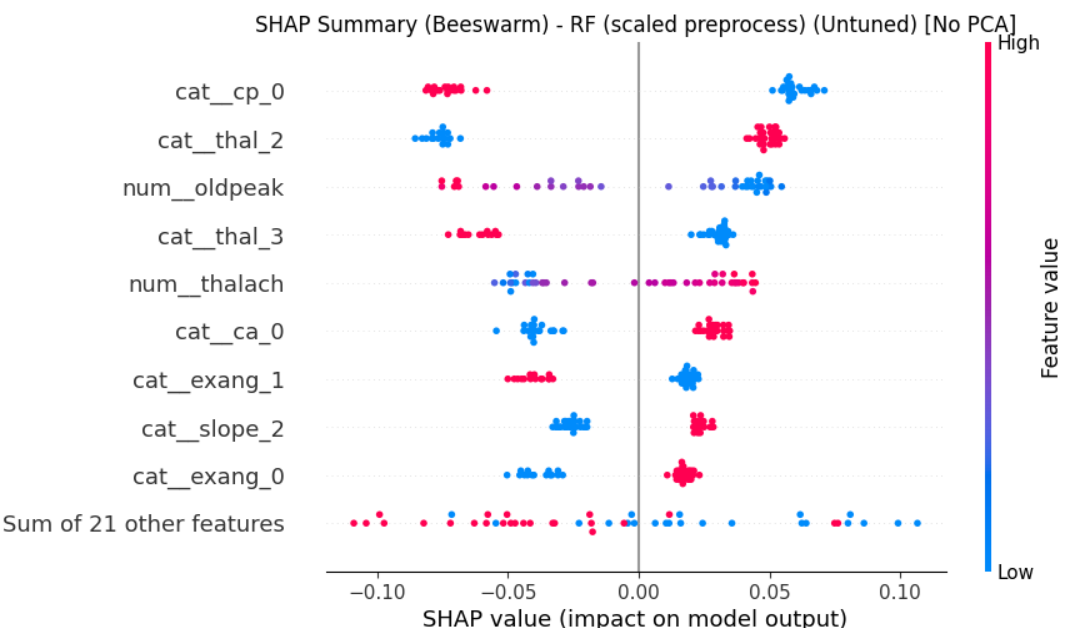 SHAP Summary (Beeswarm) - RF (scaled preprocess) (Untuned) [No PCA]
High
cat__cp_0
cat__thal_2
num__oldpeak
cat__thal_3
num__thalach
cat__ca_0
cat__exang_1
cat__slope_2
cat__exang_0
Sum of 21 other features
Feature value
Low
−0.10 −0.05 0.00 0.05 0.10
SHAP value (impact on model output)